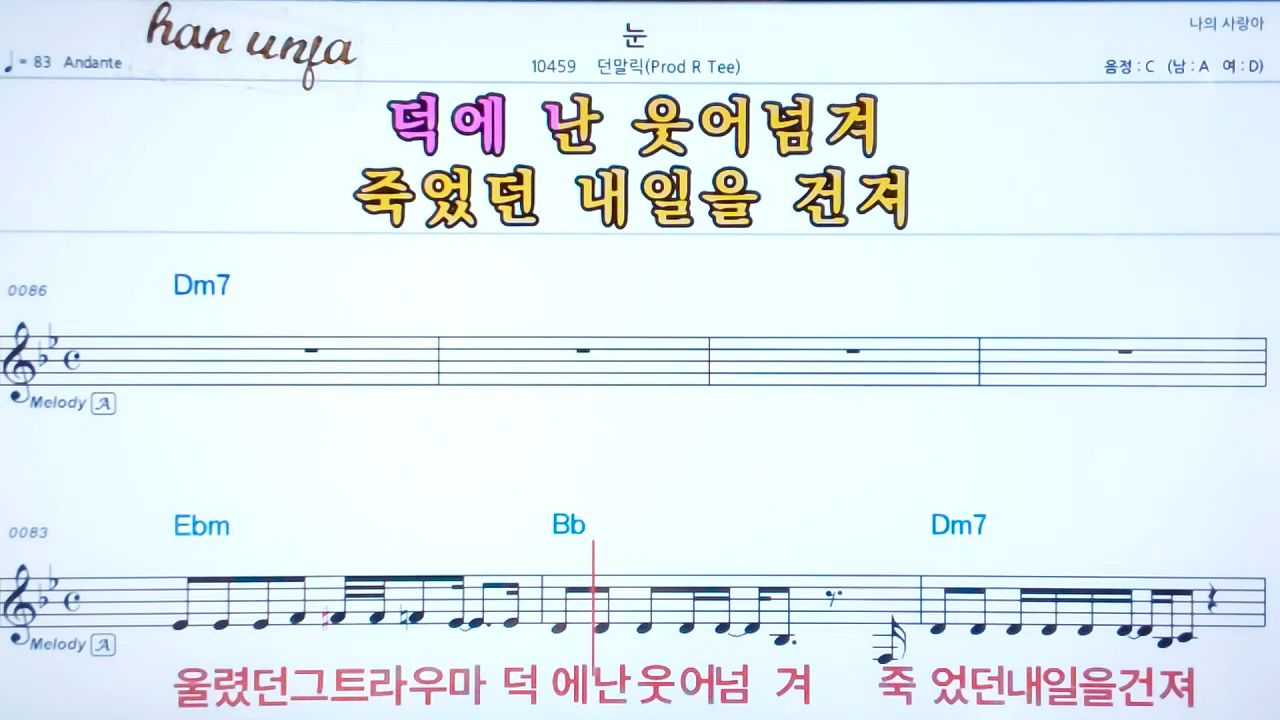 han unja
눈
나의 사랑아
♩= 83 Andante
10459 던말릭(Prod R Tee)
음정 : C (남 : A 여 : D)
덕에 난 웃어넘겨
죽었던 내일을 건져
0086
Dm7
Melody A
0083
Ebm Bb Dm7
Melody A
울렸던그트라우마 덕 에난웃어넘 겨 죽 었던내일을건져